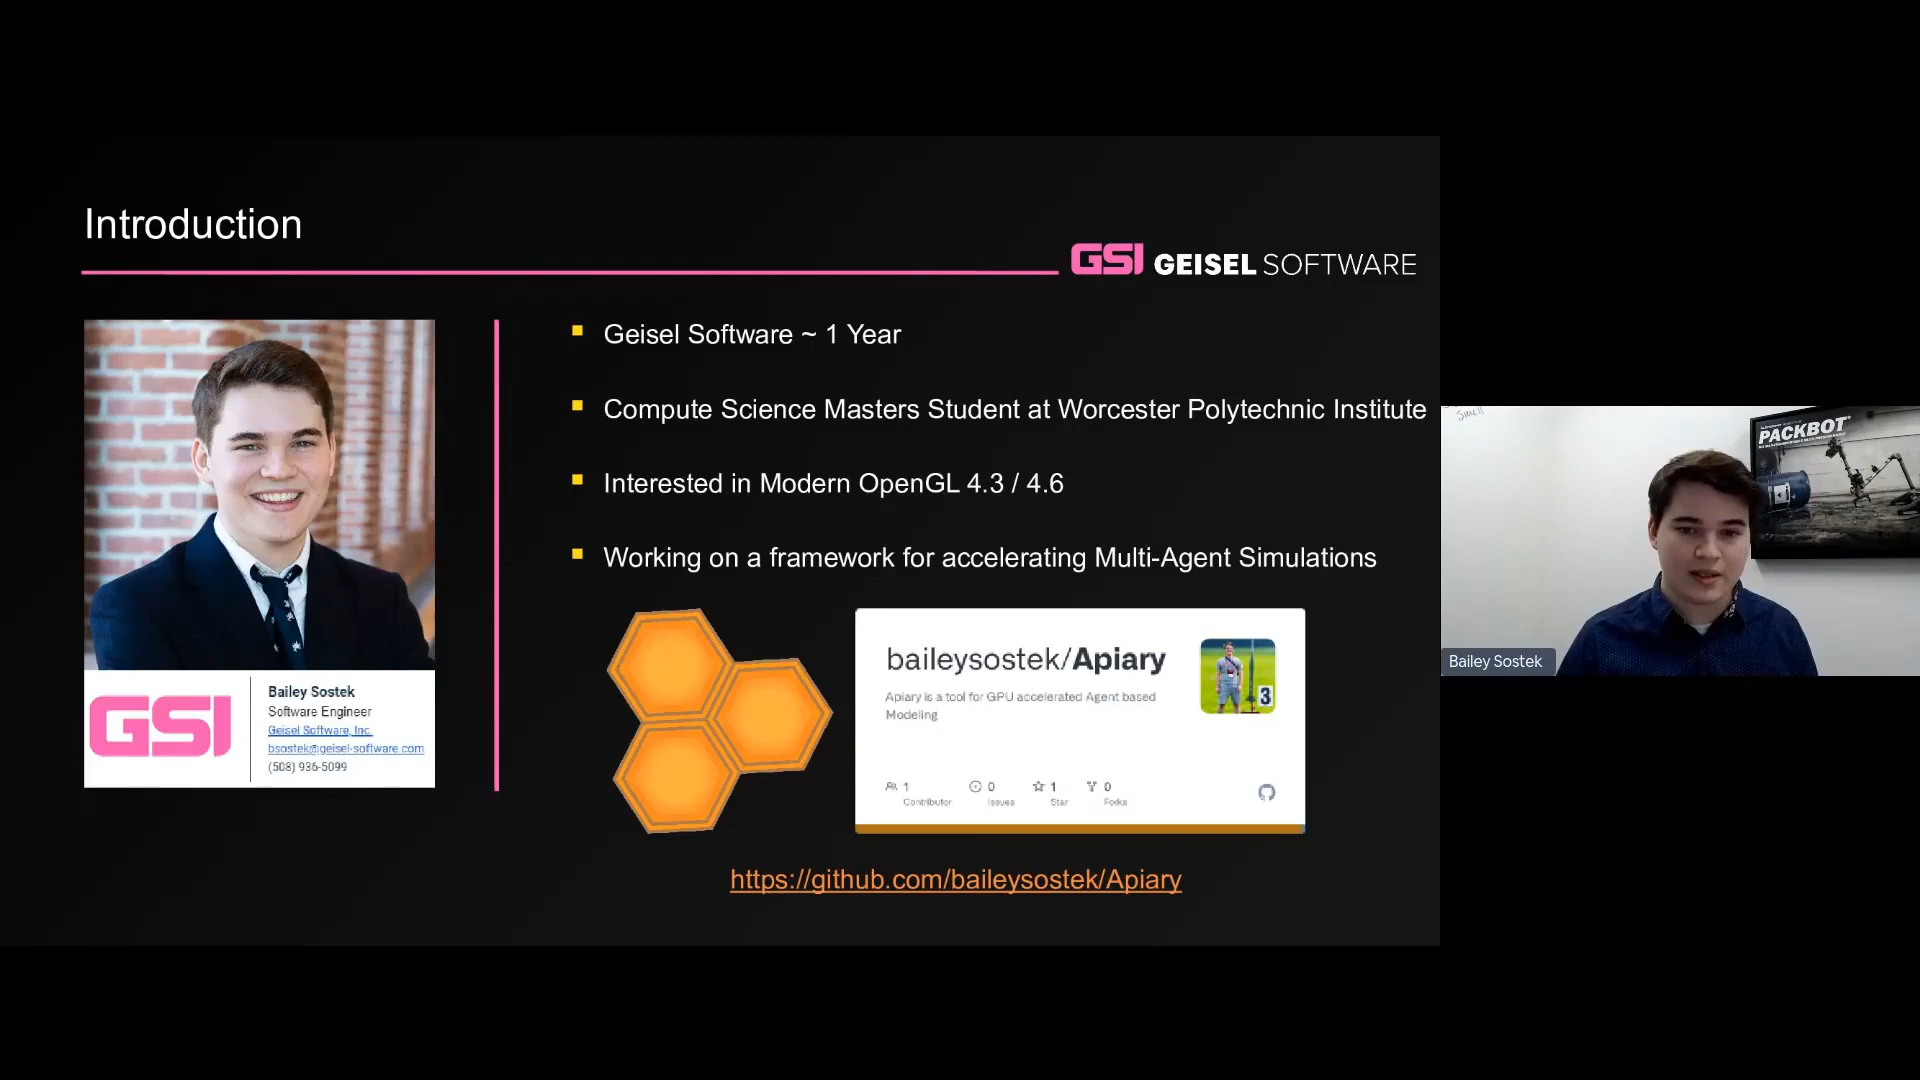 Introduction
GSI GEISEL SOFTWARE
Geisel Software ~ 1 Year
Compute Science Masters Student at Worcester Polytechnic Institute
Interested in Modern OpenGL 4.3 / 4.6
Working on a framework for accelerating Multi-Agent Simulations
GSI
Bailey Sostek
Software Engineer
Geisel Software, Inc.
bsostek@geisel-software.com
(508) 936-5099
baileysostek/Apiary
Apiary is a tool for GPU accelerated Agent based
Modeling
3
1 0 1 0
Contributor Issues Star Forks
https://github.com/baileysostek/Apiary
PACKBOT
Bailey Sostek